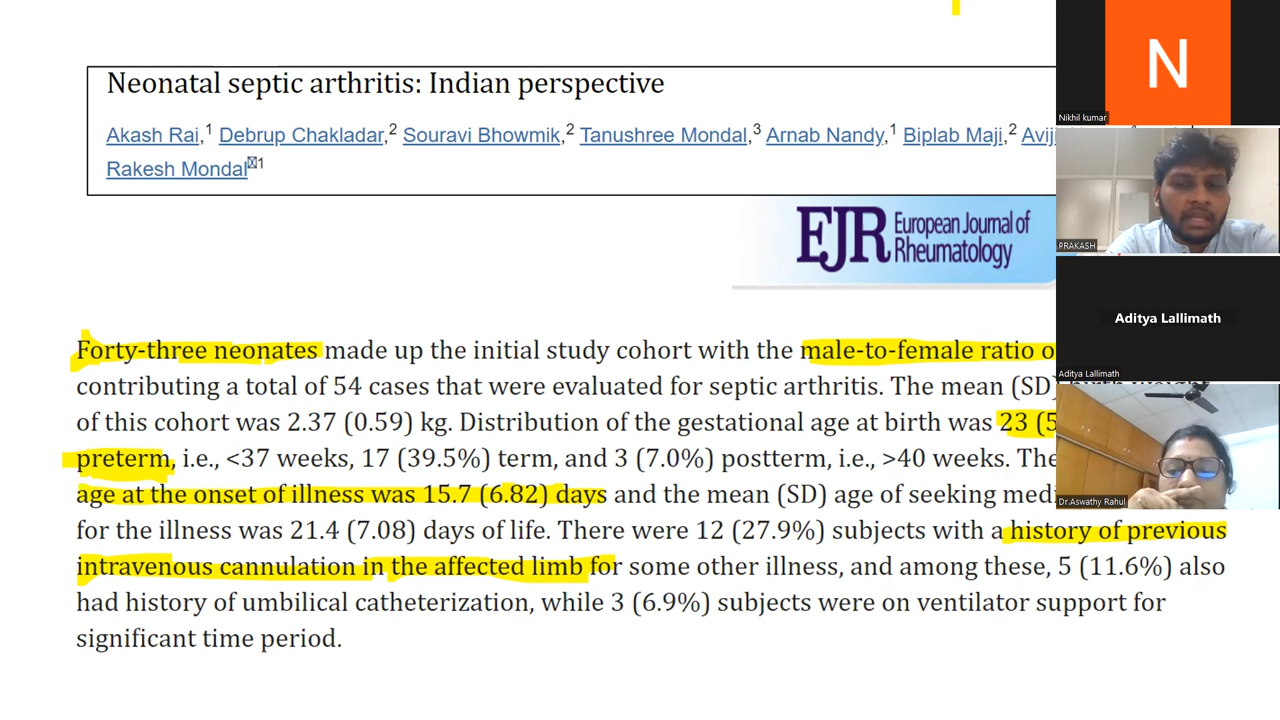 Neonatal septic arthritis: Indian perspective
Akash Rai,1 Debrup Chakladar,2 Souravi Bhowmik,2 Tanushree Mondal,3 Arnab Nandy,1 Biplab Maji,2 Avij
Rakesh Mondal1
EJR European Journal of
Rheumatology
Forty-three neonates made up the initial study cohort with the male-to-female ratio o
contributing a total of 54 cases that were evaluated for septic arthritis. The mean (SD)
of this cohort was 2.37 (0.59) kg. Distribution of the gestational age at birth was 23 (5
preterm, i.e., <37 weeks, 17 (39.5%) term, and 3 (7.0%) postterm, i.e., >40 weeks. The
age at the onset of illness was 15.7 (6.82) days and the mean (SD) age of seeking medi
for the illness was 21.4 (7.08) days of life. There were 12 (27.9%) subjects with a history of previous
intravenous cannulation in the affected limb for some other illness, and among these, 5 (11.6%) also
had history of umbilical catheterization, while 3 (6.9%) subjects were on ventilator support for
significant time period.
N
Nikhil kumar
PRAKASH
Aditya Lallimath
Aditya Lallimath
Dr.Aswathy Rahul